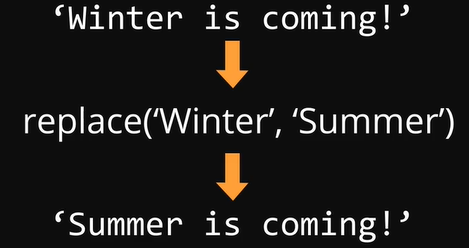 ‘Winter is coming!’
replace(‘Winter’, ‘Summer’)
‘Summer is coming!’